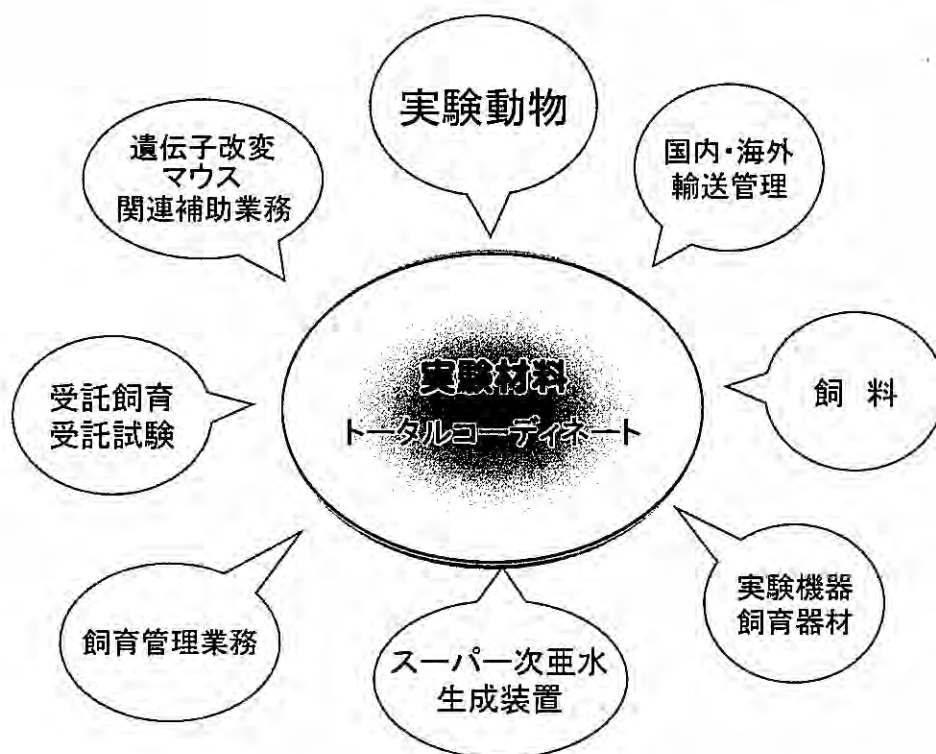 実験動物
遺伝子改変
マウス
関連補助業務
国内・海外
輸送管理
実験材料
トータルコーディネート
受託飼育
受託試験
飼 料
飼育管理業務
スーパー次亜水
生成装置
実験機器
飼育器材